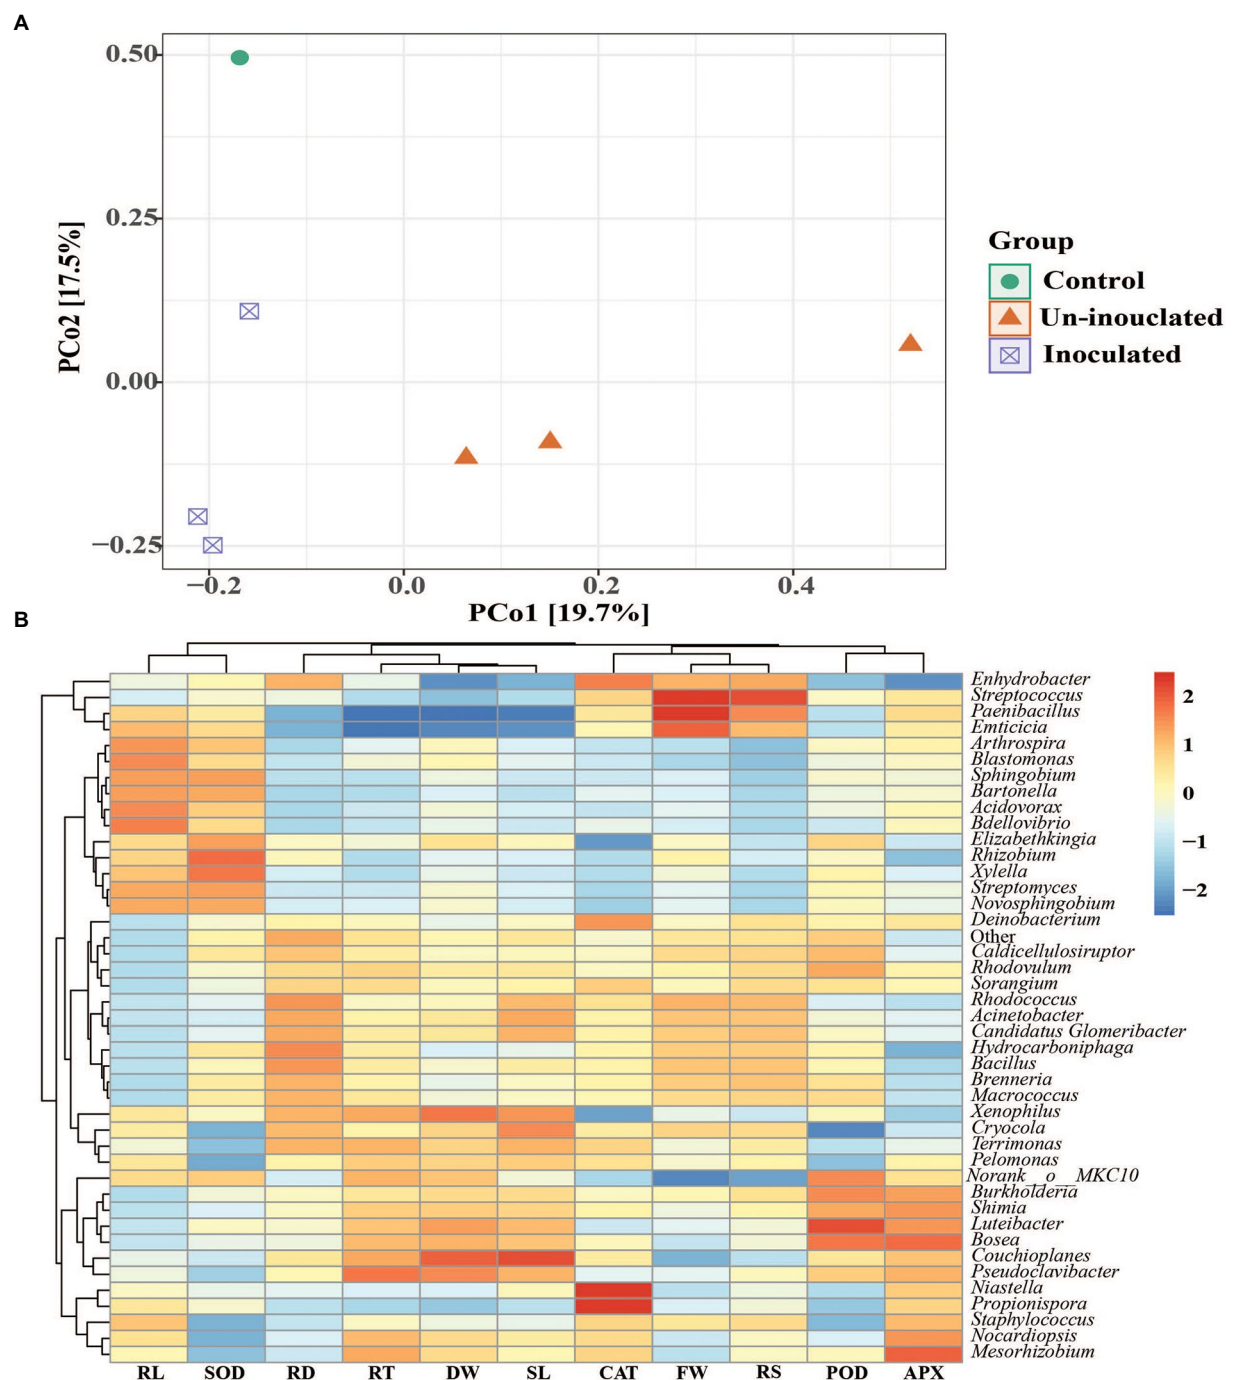 A
0.50
0.25
0.00
−0.25
PCo2 [17.5%]
−0.2 0.0 0.2 0.4
PCo1 [19.7%]
Group
Control
Un-inouclated
Inoculated
B
Enhydrobacter
Streptococcus
Paenibacillus
Emticicia
Arthrospira
Blastomonas
Sphingobium
Bartonella
Acidovorax
Bdellovibrio
Elizabethkingia
Rhizobium
Xylella
Streptomyces
Novosphingobium
Deinobacterium
Other
Caldicellulosiruptor
Rhodovulum
Sorangium
Rhodococcus
Acinetobacter
Candidatus Glomeribacter
Hydrocarboniphaga
Bacillus
Brenneria
Macrococcus
Xenophilus
Cryocola
Terrimonas
Pelomonas
Norank__o__MKC10
Burkholderia
Shimia
Luteibacter
Bosea
Couchioplanes
Pseudoclavibacter
Niastella
Propionispora
Staphylococcus
Nocardiopsis
Mesorhizobium
2
1
0
−1
−2
RL SOD RD RT DW SL CAT FW RS POD APX